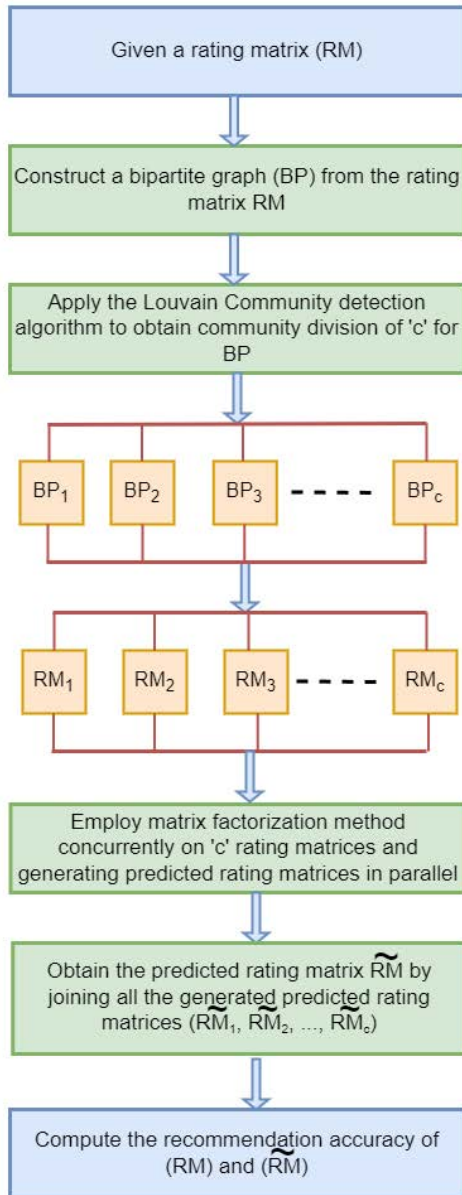 Given a rating matrix (RM)
Construct a bipartite graph (BP) from the rating
matrix RM
Apply the Louvain Community detection
algorithm to obtain community division of 'c' for
BP
BP₁ BP₂ BP₃ BP꜀
RM₁ RM₂ RM₃ RM꜀
Employ matrix factorization method
concurrently on 'c' rating matrices and
generating predicted rating matrices in parallel
Obtain the predicted rating matrix R͠M by
joining all the generated predicted rating
matrices (R͠M₁, R͠M₂, ..., R͠M꜀)
Compute the recommendation accuracy of
(RM) and (R͠M)